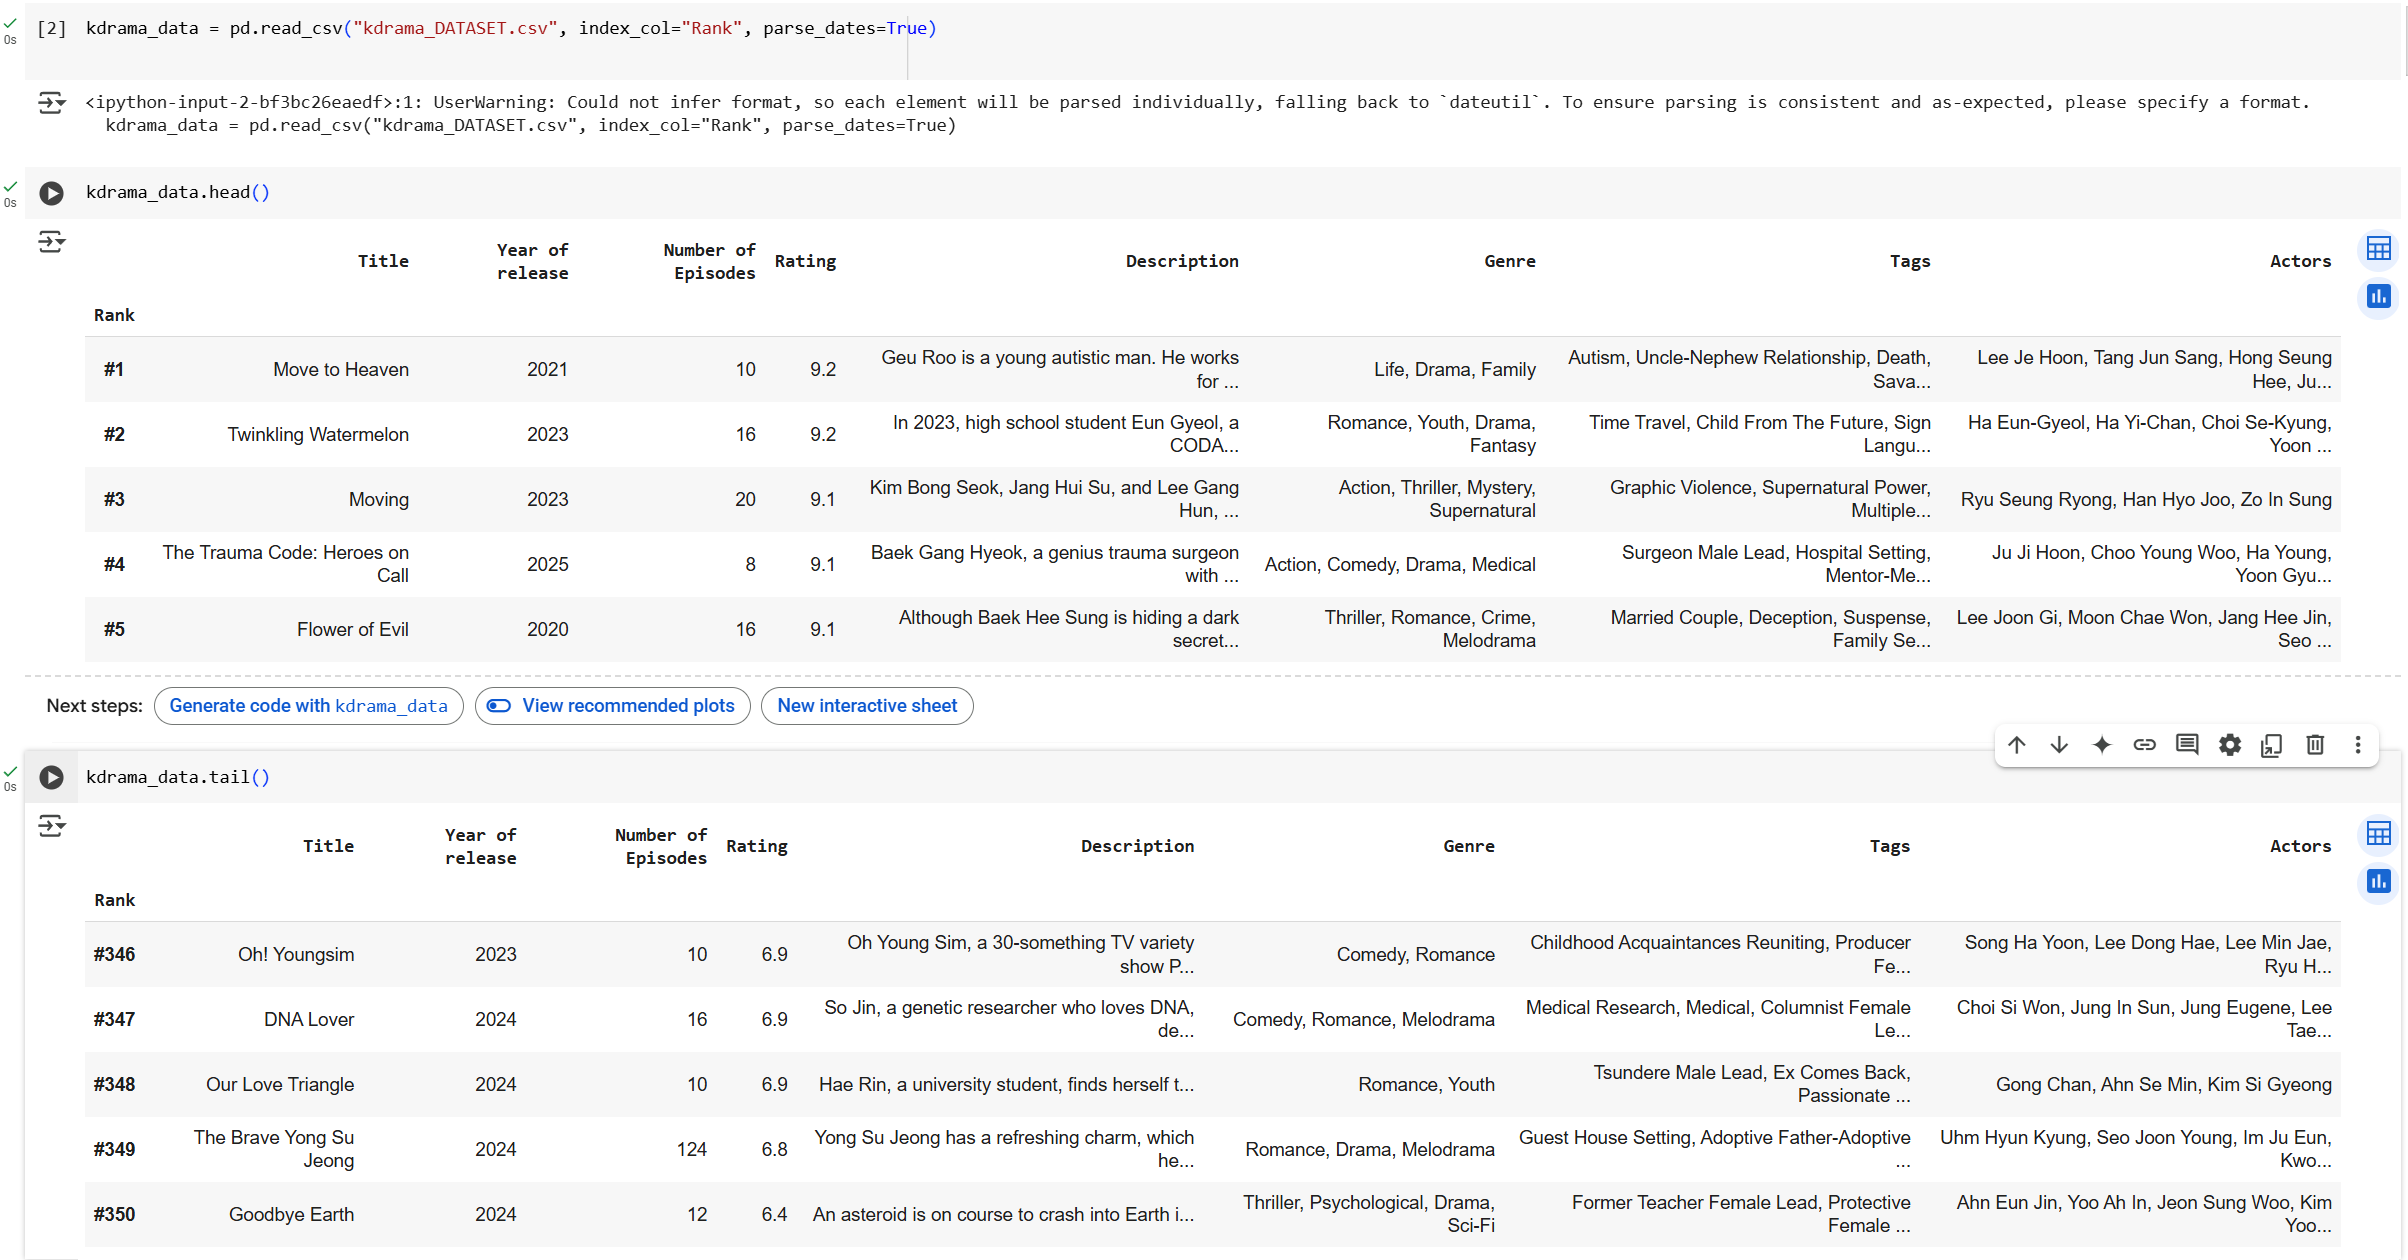 [2] kdrama_data = pd.read_csv("kdrama_DATASET.csv", index_col="Rank", parse_dates=True)
0s
<ipython-input-2-bf3bc26eaedf>:1: UserWarning: Could not infer format, so each element will be parsed individually, falling back to `dateutil`. To ensure parsing is consistent and as-expected, please specify a format.
kdrama_data = pd.read_csv("kdrama_DATASET.csv", index_col="Rank", parse_dates=True)
kdrama_data.head()
0s
Title Year of release Number of Episodes Rating Description Genre Tags Actors
Rank
#1 Move to Heaven 2021 10 9.2 Geu Roo is a young autistic man. He works for ... Life, Drama, Family Autism, Uncle-Nephew Relationship, Death, Sava... Lee Je Hoon, Tang Jun Sang, Hong Seung Hee, Ju...
#2 Twinkling Watermelon 2023 16 9.2 In 2023, high school student Eun Gyeol, a CODA... Romance, Youth, Drama, Fantasy Time Travel, Child From The Future, Sign Langu... Ha Eun-Gyeol, Ha Yi-Chan, Choi Se-Kyung, Yoon ...
#3 Moving 2023 20 9.1 Kim Bong Seok, Jang Hui Su, and Lee Gang Hun, ... Action, Thriller, Mystery, Supernatural Graphic Violence, Supernatural Power, Multiple... Ryu Seung Ryong, Han Hyo Joo, Zo In Sung
#4 The Trauma Code: Heroes on Call 2025 8 9.1 Baek Gang Hyeok, a genius trauma surgeon with ... Action, Comedy, Drama, Medical Surgeon Male Lead, Hospital Setting, Mentor-Me... Ju Ji Hoon, Choo Young Woo, Ha Young, Yoon Gyu...
#5 Flower of Evil 2020 16 9.1 Although Baek Hee Sung is hiding a dark secret... Thriller, Romance, Crime, Melodrama Married Couple, Deception, Suspense, Family Se... Lee Joon Gi, Moon Chae Won, Jang Hee Jin, Seo ...
Next steps: Generate code with kdrama_data View recommended plots New interactive sheet
kdrama_data.tail()
0s
Title Year of release Number of Episodes Rating Description Genre Tags Actors
Rank
#346 Oh! Youngsim 2023 10 6.9 Oh Young Sim, a 30-something TV variety show P... Comedy, Romance Childhood Acquaintances Reuniting, Producer Fe... Song Ha Yoon, Lee Dong Hae, Lee Min Jae, Ryu H...
#347 DNA Lover 2024 16 6.9 So Jin, a genetic researcher who loves DNA, de... Comedy, Romance, Melodrama Medical Research, Medical, Columnist Female Le... Choi Si Won, Jung In Sun, Jung Eugene, Lee Tae...
#348 Our Love Triangle 2024 10 6.9 Hae Rin, a university student, finds herself t... Romance, Youth Tsundere Male Lead, Ex Comes Back, Passionate ... Gong Chan, Ahn Se Min, Kim Si Gyeong
#349 The Brave Yong Su Jeong 2024 124 6.8 Yong Su Jeong has a refreshing charm, which he... Romance, Drama, Melodrama Guest House Setting, Adoptive Father-Adoptive ... Uhm Hyun Kyung, Seo Joon Young, Im Ju Eun, Kwo...
#350 Goodbye Earth 2024 12 6.4 An asteroid is on course to crash into Earth i... Thriller, Psychological, Drama, Sci-Fi Former Teacher Female Lead, Protective Female ... Ahn Eun Jin, Yoo Ah In, Jeon Sung Woo, Kim Yoo...